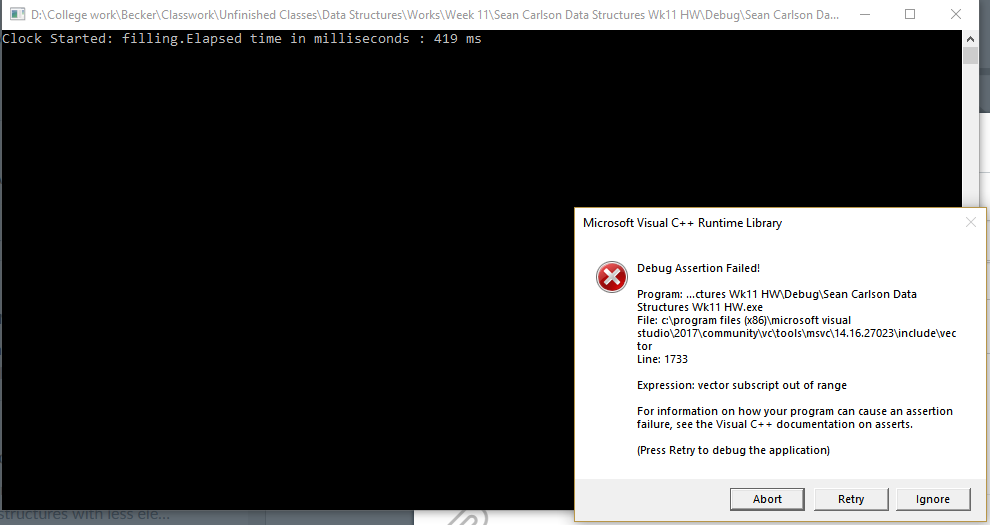 D:\College work\Becker\Classwork\Unfinished Classes\Data Structures\Works\Week 11\Sean Carlson Data Structures Wk11 HW\Debug\Sean Carlson Da...
Clock Started: filling.Elapsed time in milliseconds : 419 ms
Microsoft Visual C++ Runtime Library
Debug Assertion Failed!
Program: ...ctures Wk11 HW\Debug\Sean Carlson Data
Structures Wk11 HW.exe
File: c:\program files (x86)\microsoft visual
studio\2017\community\vc\tools\msvc\14.16.27023\include\vec
tor
Line: 1733
Expression: vector subscript out of range
For information on how your program can cause an assertion
failure, see the Visual C++ documentation on asserts.
(Press Retry to debug the application)
Abort Retry Ignore
structures with less ele...